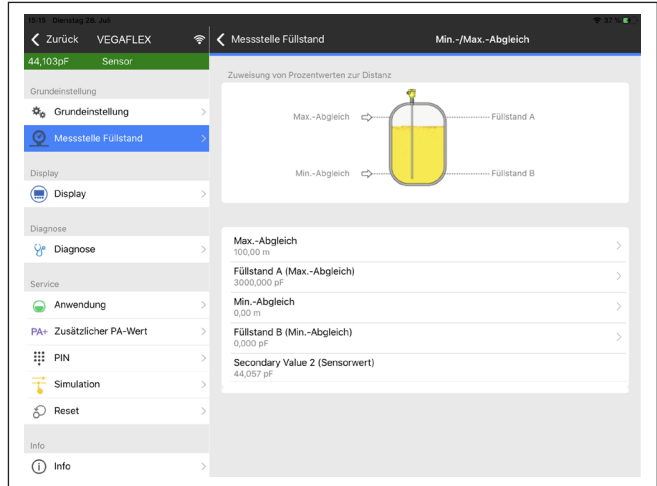 15:15 Dienstag 28. Juli
37 %
Zurück VEGAFLEX
44,103pF Sensor
Grundeinstellung
Grundeinstellung
Messstelle Füllstand
Display
Display
Diagnose
Diagnose
Service
Anwendung
PA+ Zusätzlicher PA-Wert
PIN
Simulation
Reset
Info
Info
Messstelle Füllstand Min.-/Max.-Abgleich
Zuweisung von Prozentwerten zur Distanz
Max.-Abgleich Füllstand A
Min.-Abgleich Füllstand B
Max.-Abgleich
100,00 m
Füllstand A (Max.-Abgleich)
3000,000 pF
Min.-Abgleich
0,00 m
Füllstand B (Min.-Abgleich)
0,000 pF
Secondary Value 2 (Sensorwert)
44,057 pF